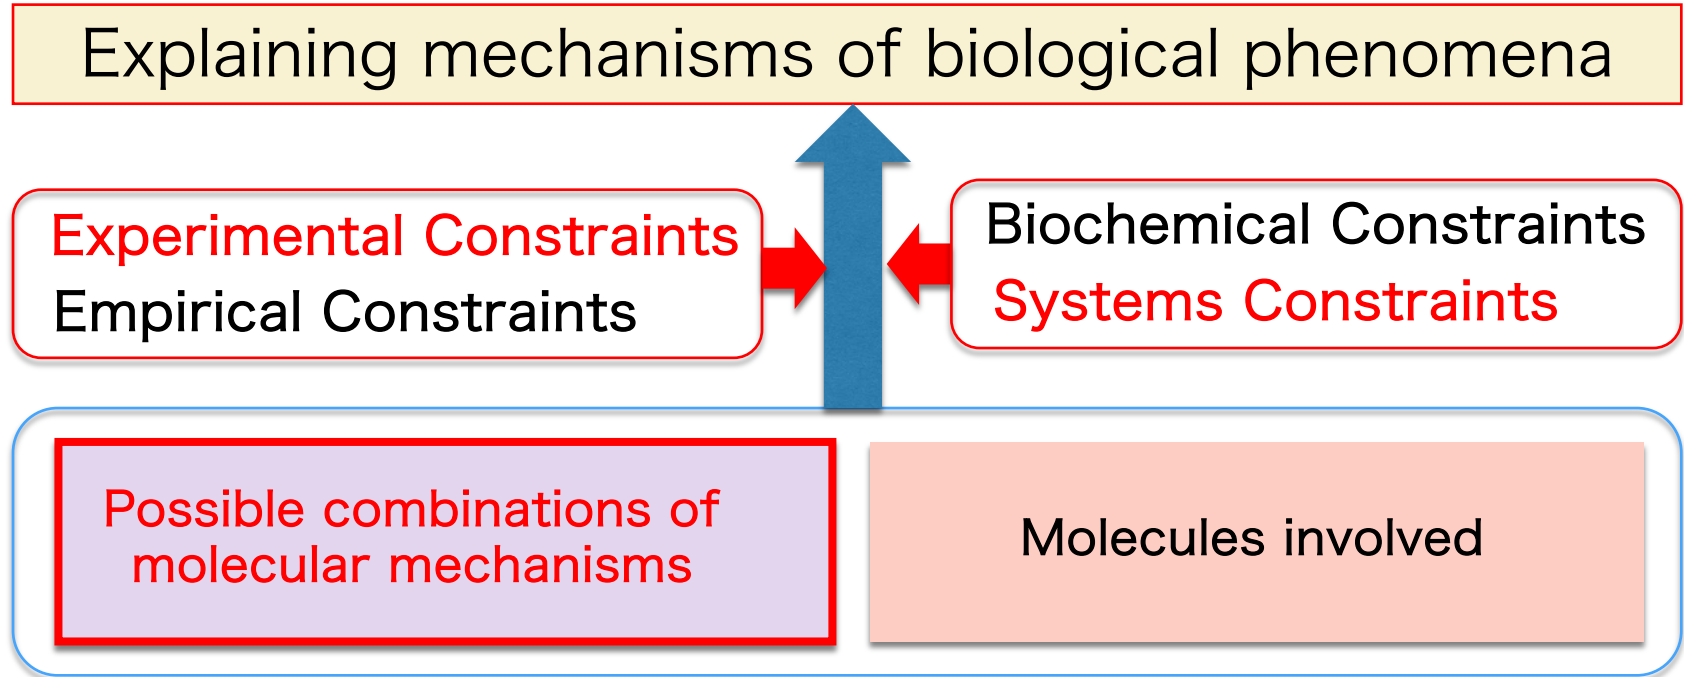 Explaining mechanisms of biological phenomena
Experimental Constraints
Empirical Constraints
Biochemical Constraints
Systems Constraints
Possible combinations of
molecular mechanisms
Molecules involved